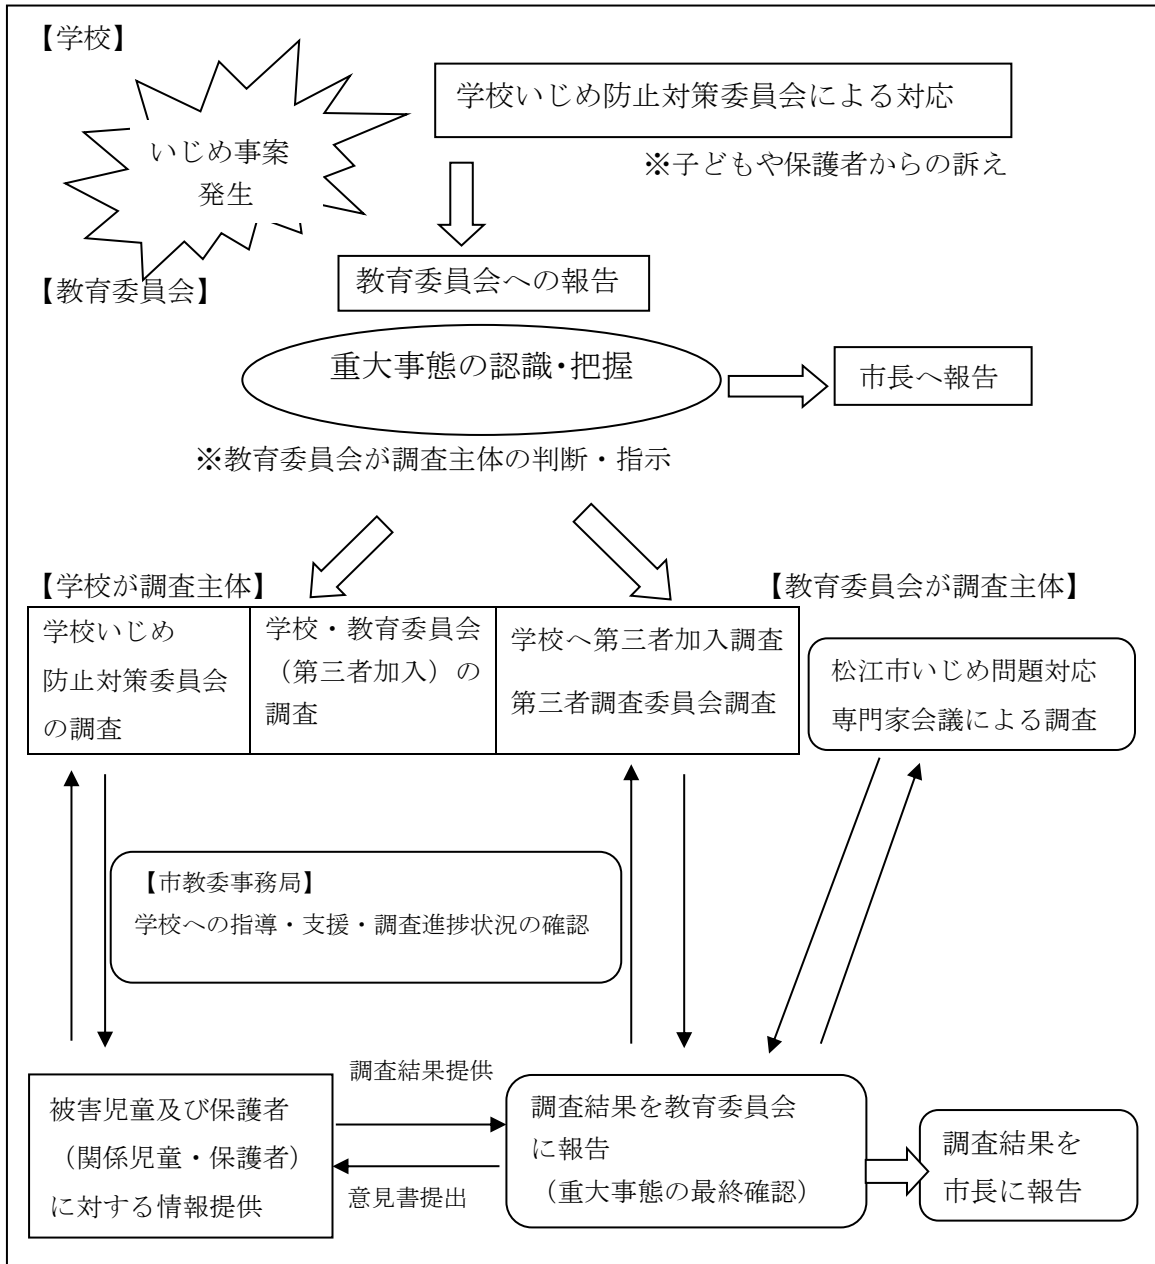 【学校】
学校いじめ防止対策委員会による対応
いじめ事案
発生
※子どもや保護者からの訴え
【教育委員会】
教育委員会への報告
重大事態の認識・把握
市長へ報告
※教育委員会が調査主体の判断・指示
【学校が調査主体】
【教育委員会が調査主体】
学校いじめ
防止対策委員会
の調査
学校・教育委員会
（第三者加入）の
調査
学校へ第三者加入調査
第三者調査委員会調査
松江市いじめ問題対応
専門家会議による調査
【市教委事務局】
学校への指導・支援・調査進捗状況の確認
被害児童及び保護者
（関係児童・保護者）
に対する情報提供
調査結果提供
意見書提出
調査結果を教育委員会
に報告
（重大事態の最終確認）
調査結果を
市長に報告